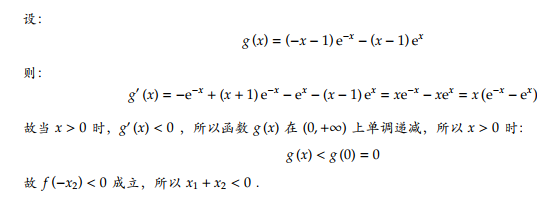 设：
g(x) = (−x − 1) e^{−x} − (x − 1) e^{x}
则：
g′(x) = −e^{−x} + (x + 1) e^{−x} − e^{x} − (x − 1) e^{x} = xe^{−x} − xe^{x} = x (e^{−x} − e^{x})
故当 x > 0 时，g′(x) < 0 ，所以函数 g(x) 在 (0, +∞) 上单调递减，所以 x > 0 时：
g(x) < g(0) = 0
故 f(−x₂) < 0 成立，所以 x₁ + x₂ < 0 .